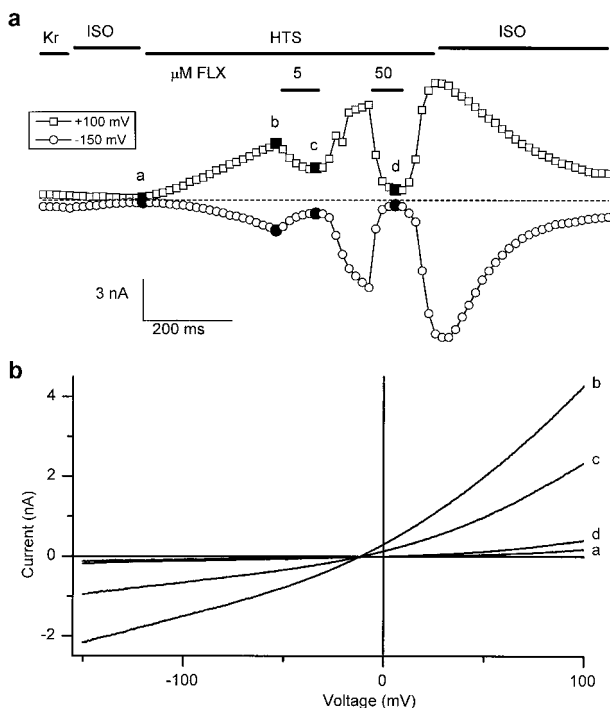 a
Kr ISO HTS ISO
μM FLX 5 50
+100 mV
-150 mV
a b c d
3 nA
200 ms
b
4
2
0
-2
Current (nA)
b
c
d
a
-100 0 100
Voltage (mV)